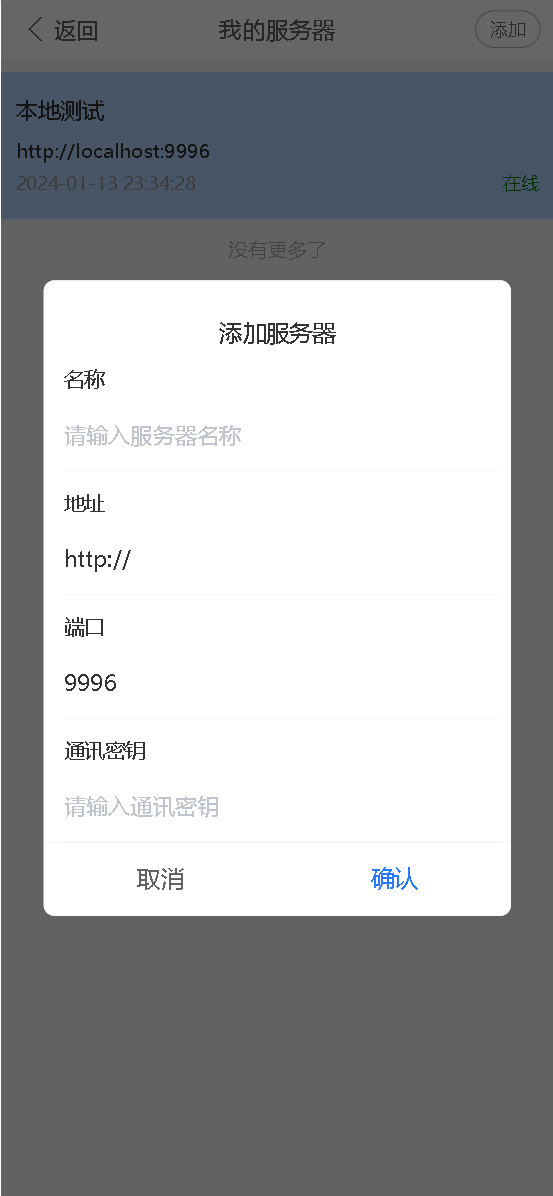 返回
我的服务器
添加
本地测试
http://localhost:9996
2024-01-13 23:34:28
在线
没有更多了
添加服务器
名称
请输入服务器名称
地址
http://
端口
9996
通讯密钥
请输入通讯密钥
取消
确认